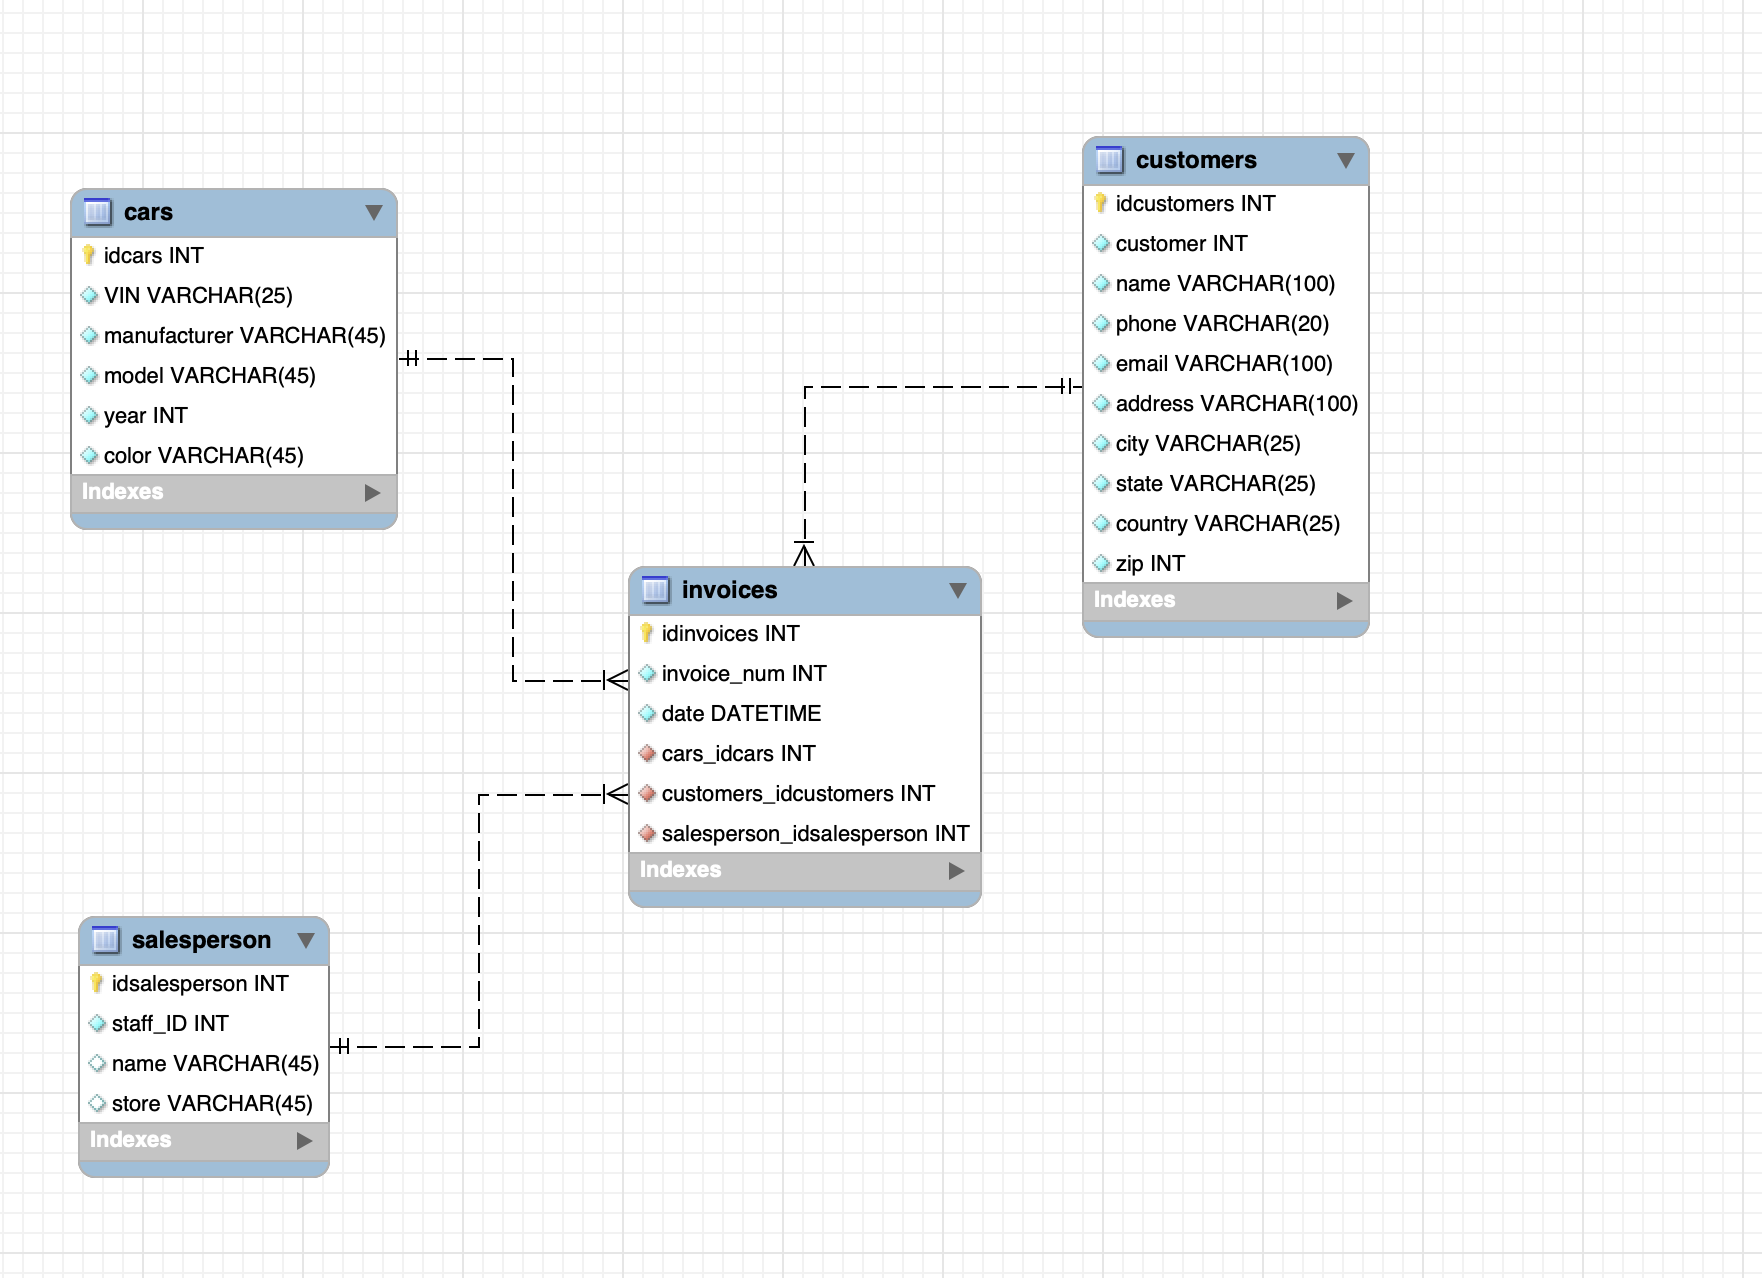 cars
idcars INT
VIN VARCHAR(25)
manufacturer VARCHAR(45)
model VARCHAR(45)
year INT
color VARCHAR(45)
Indexes
customers
idcustomers INT
customer INT
name VARCHAR(100)
phone VARCHAR(20)
email VARCHAR(100)
address VARCHAR(100)
city VARCHAR(25)
state VARCHAR(25)
country VARCHAR(25)
zip INT
Indexes
invoices
idinvoices INT
invoice_num INT
date DATETIME
cars_idcars INT
customers_idcustomers INT
salesperson_idsalesperson INT
Indexes
salesperson
idsalesperson INT
staff_ID INT
name VARCHAR(45)
store VARCHAR(45)
Indexes